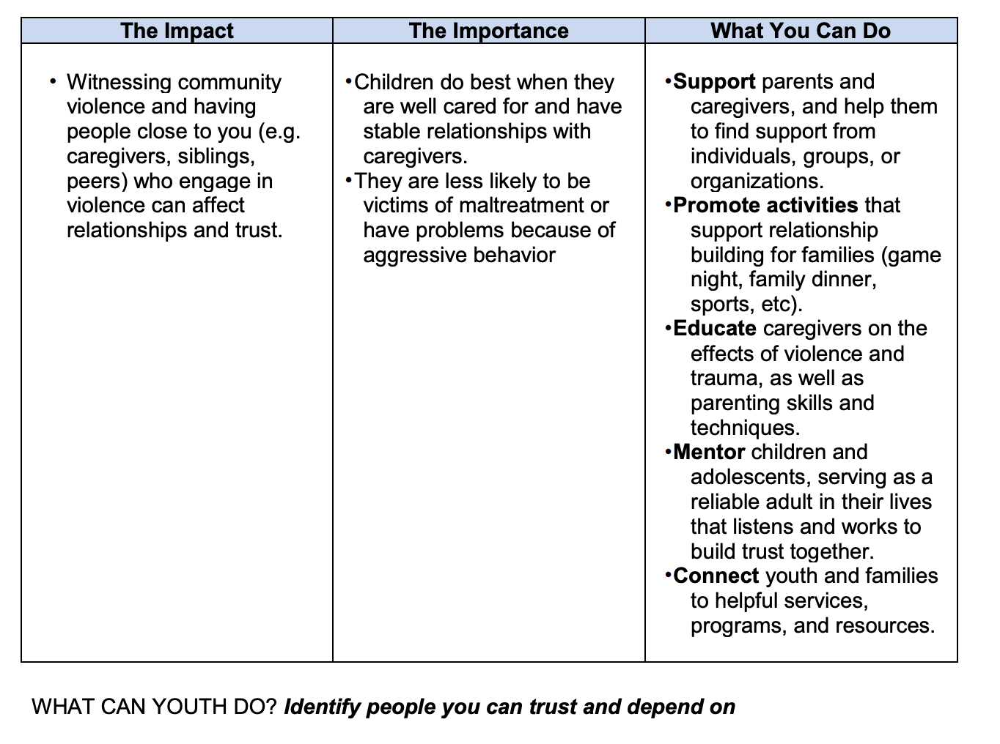 The Impact
The Importance
What You Can Do
• Witnessing community
violence and having
people close to you (e.g.
caregivers, siblings,
peers) who engage in
violence can affect
relationships and trust.
•Children do best when they
are well cared for and have
stable relationships with
caregivers.
•They are less likely to be
victims of maltreatment or
have problems because of
aggressive behavior
•Support parents and
caregivers, and help them
to find support from
individuals, groups, or
organizations.
•Promote activities that
support relationship
building for families (game
night, family dinner,
sports, etc).
•Educate caregivers on the
effects of violence and
trauma, as well as
parenting skills and
techniques.
•Mentor children and
adolescents, serving as a
reliable adult in their lives
that listens and works to
build trust together.
•Connect youth and families
to helpful services,
programs, and resources.
WHAT CAN YOUTH DO? Identify people you can trust and depend on